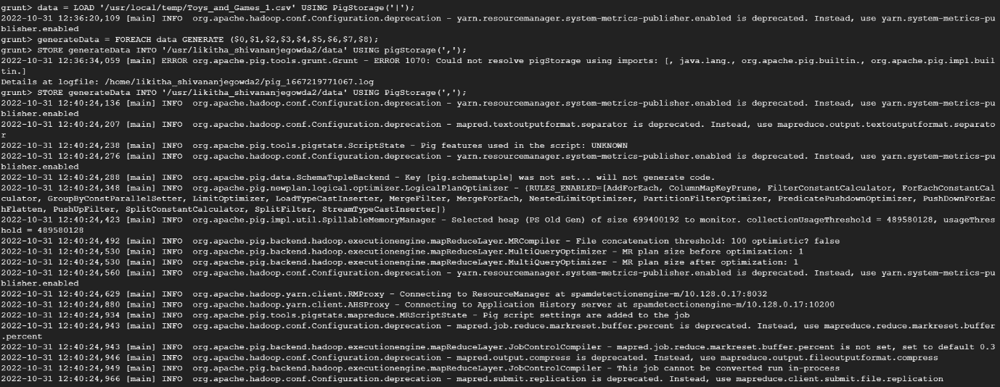 grunt> data = LOAD '/usr/local/temp/Toys_and_Games_1.csv' USING PigStorage('|');
2022-10-31 12:36:20,109 [main] INFO  org.apache.hadoop.conf.Configuration.deprecation - yarn.resourcemanager.system-metrics-publisher.enabled is deprecated. Instead, use yarn.system-metrics-pu
blisher.enabled
grunt> generateData = FOREACH data GENERATE ($0,$1,$2,$3,$4,$5,$6,$7,$8);
grunt> STORE generateData INTO '/usr/likitha_shivananjegowda2/data' USING pigStorage(',');
2022-10-31 12:36:34,059 [main] ERROR org.apache.pig.tools.grunt.Grunt - ERROR 1070: Could not resolve pigStorage using imports: [, java.lang., org.apache.pig.builtin., org.apache.pig.impl.buil
tin.]
Details at logfile: /home/likitha_shivananjegowda2/pig_1667219771067.log
grunt> STORE generateData INTO '/usr/likitha_shivananjegowda2/data' USING PigStorage(',');
2022-10-31 12:40:24,136 [main] INFO  org.apache.hadoop.conf.Configuration.deprecation - yarn.resourcemanager.system-metrics-publisher.enabled is deprecated. Instead, use yarn.system-metrics-pu
blisher.enabled
2022-10-31 12:40:24,207 [main] INFO  org.apache.hadoop.conf.Configuration.deprecation - mapred.textoutputformat.separator is deprecated. Instead, use mapreduce.output.textoutputformat.separato
r
2022-10-31 12:40:24,238 [main] INFO  org.apache.pig.tools.pigstats.ScriptState - Pig features used in the script: UNKNOWN
2022-10-31 12:40:24,276 [main] INFO  org.apache.hadoop.conf.Configuration.deprecation - yarn.resourcemanager.system-metrics-publisher.enabled is deprecated. Instead, use yarn.system-metrics-pu
blisher.enabled
2022-10-31 12:40:24,288 [main] INFO  org.apache.pig.data.SchemaTupleBackend - Key [pig.schematuple] was not set... will not generate code.
2022-10-31 12:40:24,348 [main] INFO  org.apache.pig.newplan.logical.optimizer.LogicalPlanOptimizer - {RULES_ENABLED=[AddForEach, ColumnMapKeyPrune, FilterConstantCalculator, ForEachConstantCal
culator, GroupByConstParallelSetter, LimitOptimizer, LoadTypeCastInserter, MergeFilter, MergeForEach, NestedLimitOptimizer, PartitionFilterOptimizer, PredicatePushdownOptimizer, PushDownForEac
hFlatten, PushUpFilter, SplitConstantCalculator, SplitFilter, StreamTypeCastInserter]}
2022-10-31 12:40:24,423 [main] INFO  org.apache.pig.impl.util.SpillableMemoryManager - Selected heap (PS Old Gen) of size 699400192 to monitor. collectionUsageThreshold = 489580128, usageThres
hold = 489580128
2022-10-31 12:40:24,492 [main] INFO  org.apache.pig.backend.hadoop.executionengine.mapReduceLayer.MRCompiler - File concatenation threshold: 100 optimistic? false
2022-10-31 12:40:24,530 [main] INFO  org.apache.pig.backend.hadoop.executionengine.mapReduceLayer.MultiQueryOptimizer - MR plan size before optimization: 1
2022-10-31 12:40:24,530 [main] INFO  org.apache.pig.backend.hadoop.executionengine.mapReduceLayer.MultiQueryOptimizer - MR plan size after optimization: 1
2022-10-31 12:40:24,560 [main] INFO  org.apache.hadoop.conf.Configuration.deprecation - yarn.resourcemanager.system-metrics-publisher.enabled is deprecated. Instead, use yarn.system-metrics-pu
blisher.enabled
2022-10-31 12:40:24,629 [main] INFO  org.apache.hadoop.yarn.client.RMProxy - Connecting to ResourceManager at spamdetectionengine-m/10.128.0.17:8032
2022-10-31 12:40:24,880 [main] INFO  org.apache.hadoop.yarn.client.AHSProxy - Connecting to Application History server at spamdetectionengine-m/10.128.0.17:10200
2022-10-31 12:40:24,934 [main] INFO  org.apache.pig.tools.pigstats.mapreduce.MRScriptState - Pig script settings are added to the job
2022-10-31 12:40:24,943 [main] INFO  org.apache.hadoop.conf.Configuration.deprecation - mapred.job.reduce.markreset.buffer.percent is deprecated. Instead, use mapreduce.reduce.markreset.buffer
.percent
2022-10-31 12:40:24,943 [main] INFO  org.apache.pig.backend.hadoop.executionengine.mapReduceLayer.JobControlCompiler - mapred.job.reduce.markreset.buffer.percent is not set, set to default 0.3
2022-10-31 12:40:24,946 [main] INFO  org.apache.hadoop.conf.Configuration.deprecation - mapred.output.compress is deprecated. Instead, use mapreduce.output.fileoutputformat.compress
2022-10-31 12:40:24,949 [main] INFO  org.apache.pig.backend.hadoop.executionengine.mapReduceLayer.JobControlCompiler - This job cannot be converted run in-process
2022-10-31 12:40:24,966 [main] INFO  org.apache.hadoop.conf.Configuration.deprecation - mapred.submit.replication is deprecated. Instead, use mapreduce.client.submit.file.replication